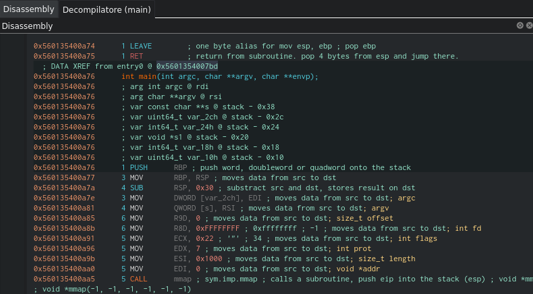 Disassembly Decompilatore (main)
Disassembly
0x560135400a74 1 LEAVE ; one byte alias for mov esp, ebp ; pop ebp
0x560135400a75 1 RET ; return from subroutine. pop 4 bytes from esp and jump there.
; DATA XREF from entry0 @ 0x5601354007bd
0x560135400a76 int main(int argc, char **argv, char **envp);
0x560135400a76 ; arg int argc @ rdi
0x560135400a76 ; arg char **argv @ rsi
0x560135400a76 ; var const char **s @ stack - 0x38
0x560135400a76 ; var uint64_t var_2ch @ stack - 0x2c
0x560135400a76 ; var int64_t var_24h @ stack - 0x24
0x560135400a76 ; var void *s1 @ stack - 0x20
0x560135400a76 ; var int64_t var_18h @ stack - 0x18
0x560135400a76 ; var uint64_t var_10h @ stack - 0x10
0x560135400a76 1 PUSH RBP ; push word, doubleword or quadword onto the stack
0x560135400a77 3 MOV RBP, RSP ; moves data from src to dst
0x560135400a7a 4 SUB RSP, 0x30 ; substract src and dst, stores result on dst
0x560135400a7e 3 MOV DWORD [var_2ch], EDI ; moves data from src to dst; argc
0x560135400a81 4 MOV QWORD [s], RSI ; moves data from src to dst; argv
0x560135400a85 6 MOV R9D, 0 ; moves data from src to dst; size_t offset
0x560135400a8b 6 MOV R8D, 0xFFFFFFFF ; 0xffffffff ; -1 ; moves data from src to dst; int fd
0x560135400a91 5 MOV ECX, 0x22 ; '"' ; 34 ; moves data from src to dst; int flags
0x560135400a96 5 MOV EDX, 7 ; moves data from src to dst; int prot
0x560135400a9b 5 MOV ESI, 0x1000 ; moves data from src to dst; size_t length
0x560135400aa0 5 MOV EDI, 0 ; moves data from src to dst; void *addr
0x560135400aa5 5 CALL mmap ; sym.imp.mmap ; calls a subroutine, push eip into the stack (esp) ; void *mm
; void *mmap(-1, -1, -1, -1, -1, -1)